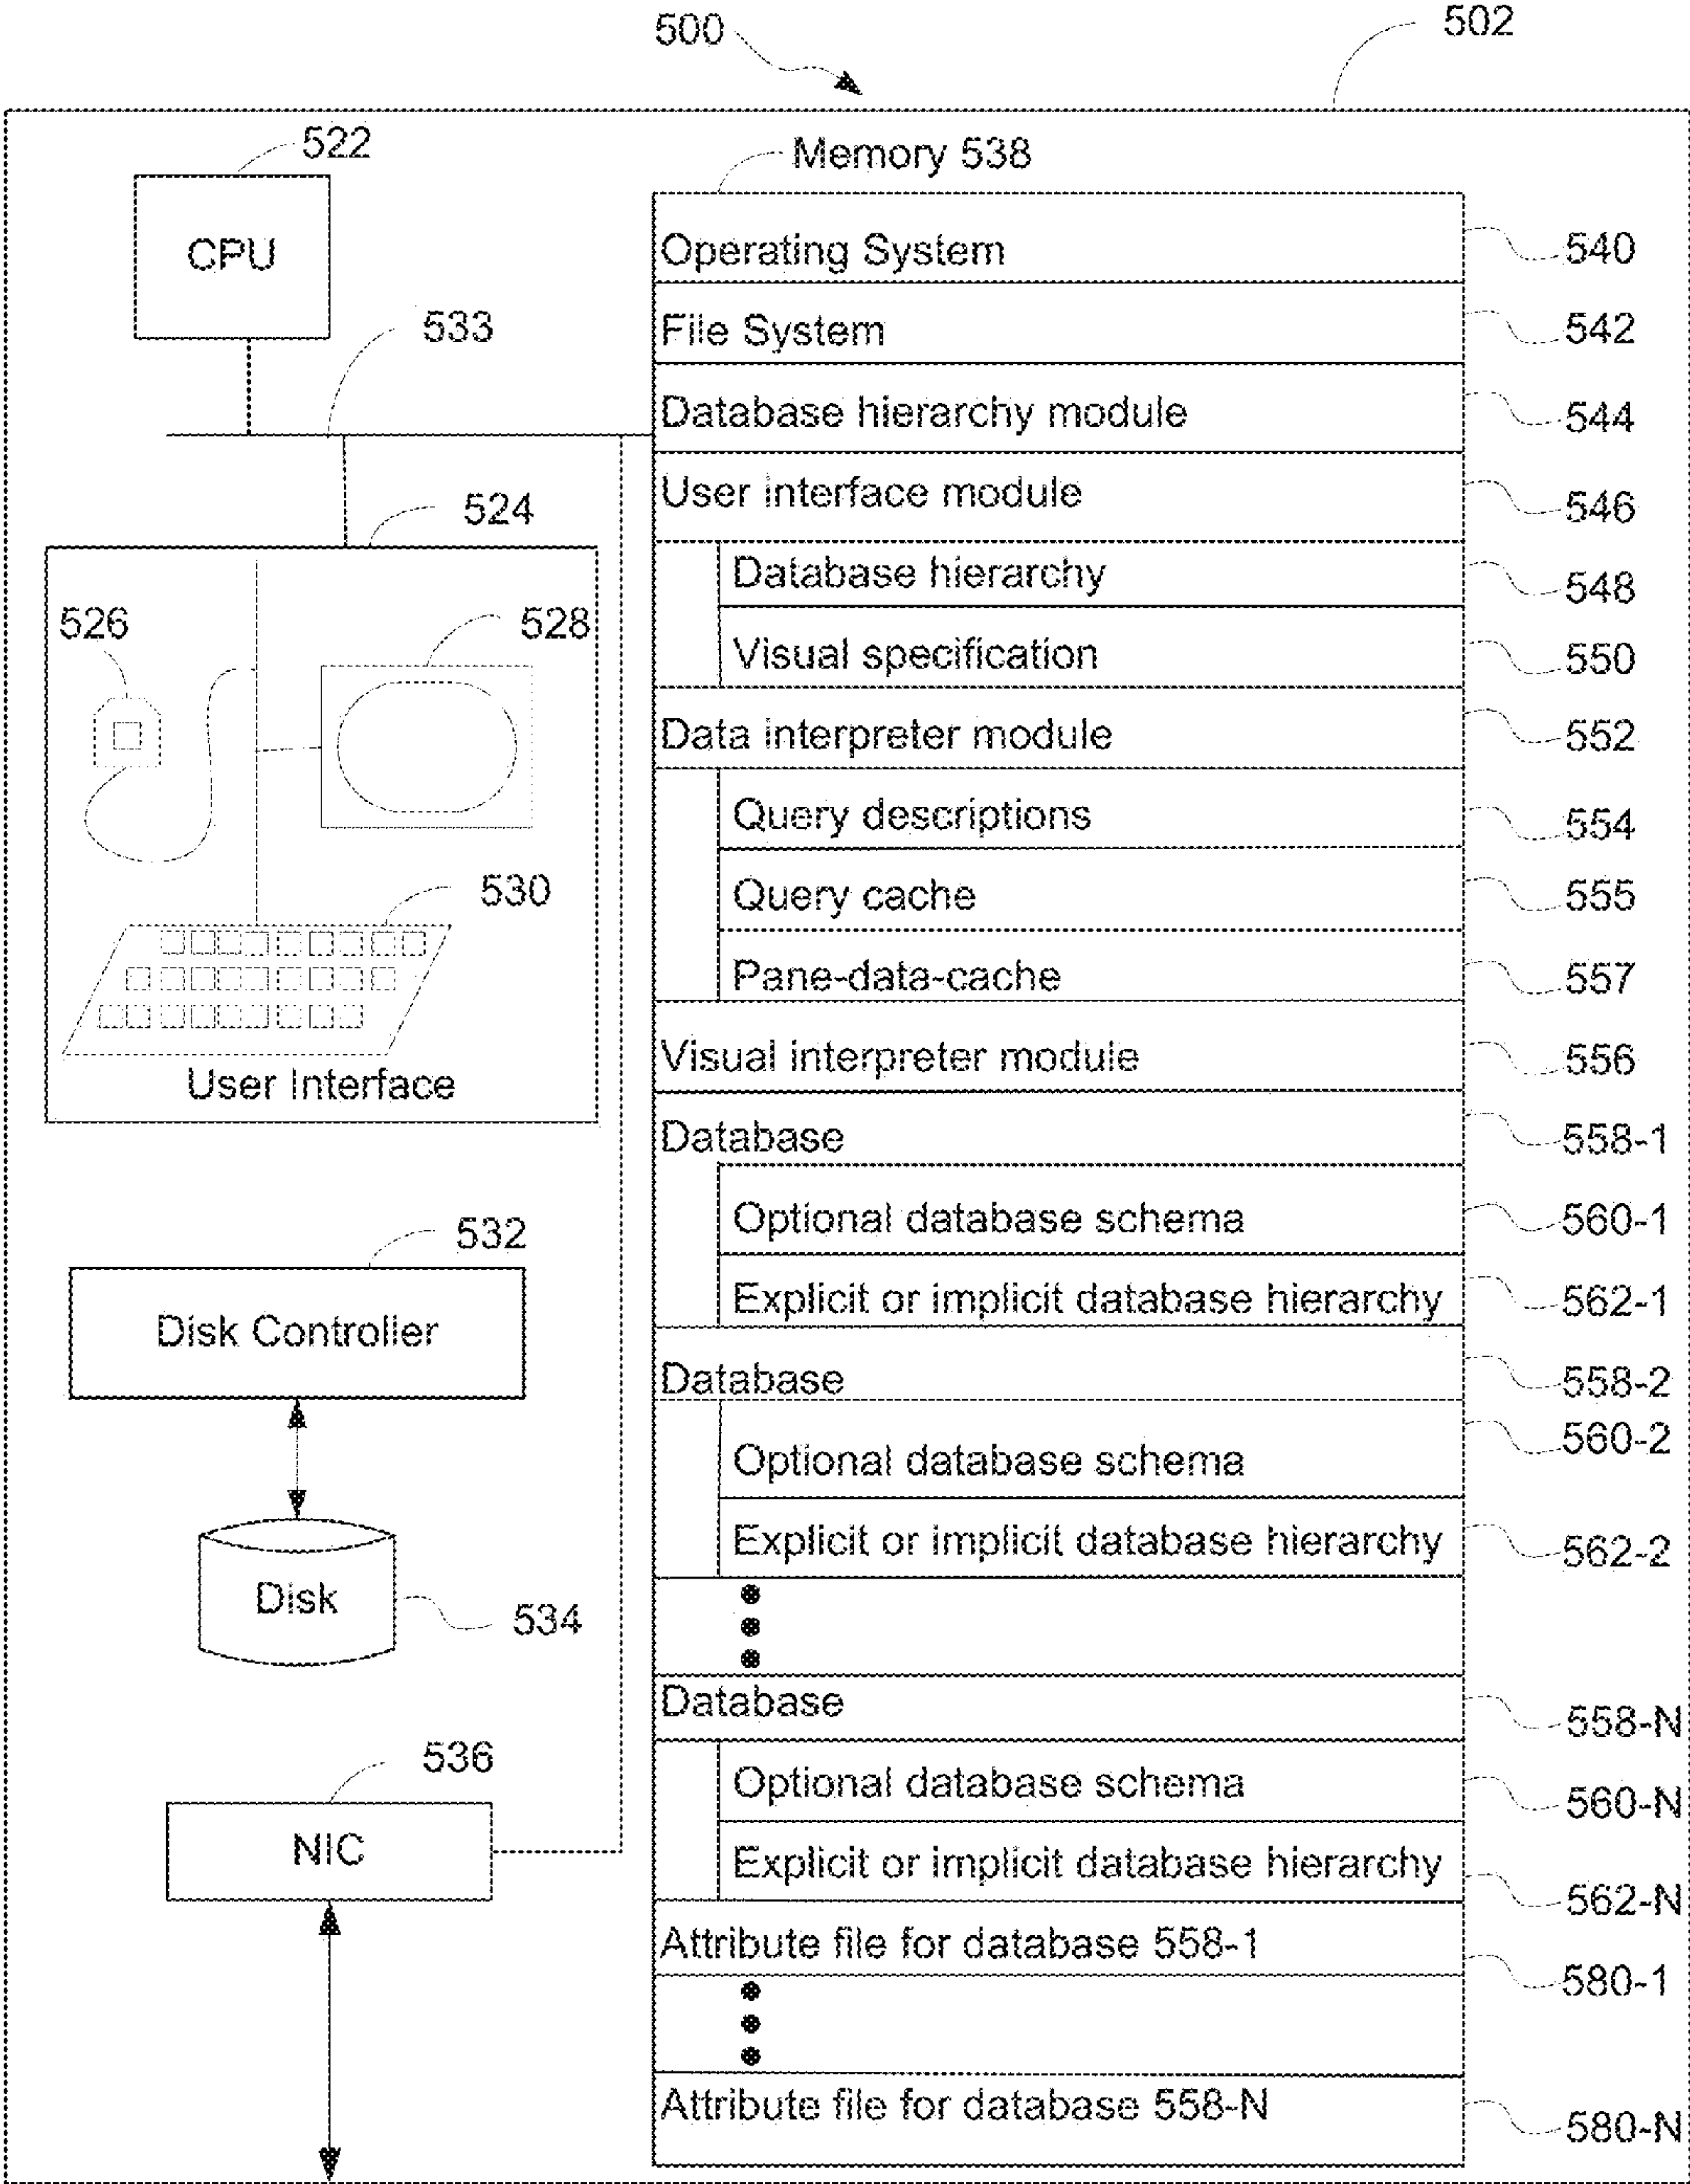 500
502
522
CPU
533
524
526
528
530
User Interface
532
Disk Controller
Disk
534
536
NIC
Memory 538
Operating System 540
File System 542
Database hierarchy module 544
User interface module 546
Database hierarchy 548
Visual specification 550
Data interpreter module 552
Query descriptions 554
Query cache 555
Pane-data-cache 557
Visual interpreter module 556
Database 558-1
Optional database schema 560-1
Explicit or implicit database hierarchy 562-1
Database 558-2
Optional database schema 560-2
Explicit or implicit database hierarchy 562-2
Database 558-N
Optional database schema 560-N
Explicit or implicit database hierarchy 562-N
Attribute file for database 558-1 580-1
Attribute file for database 558-N 580-N